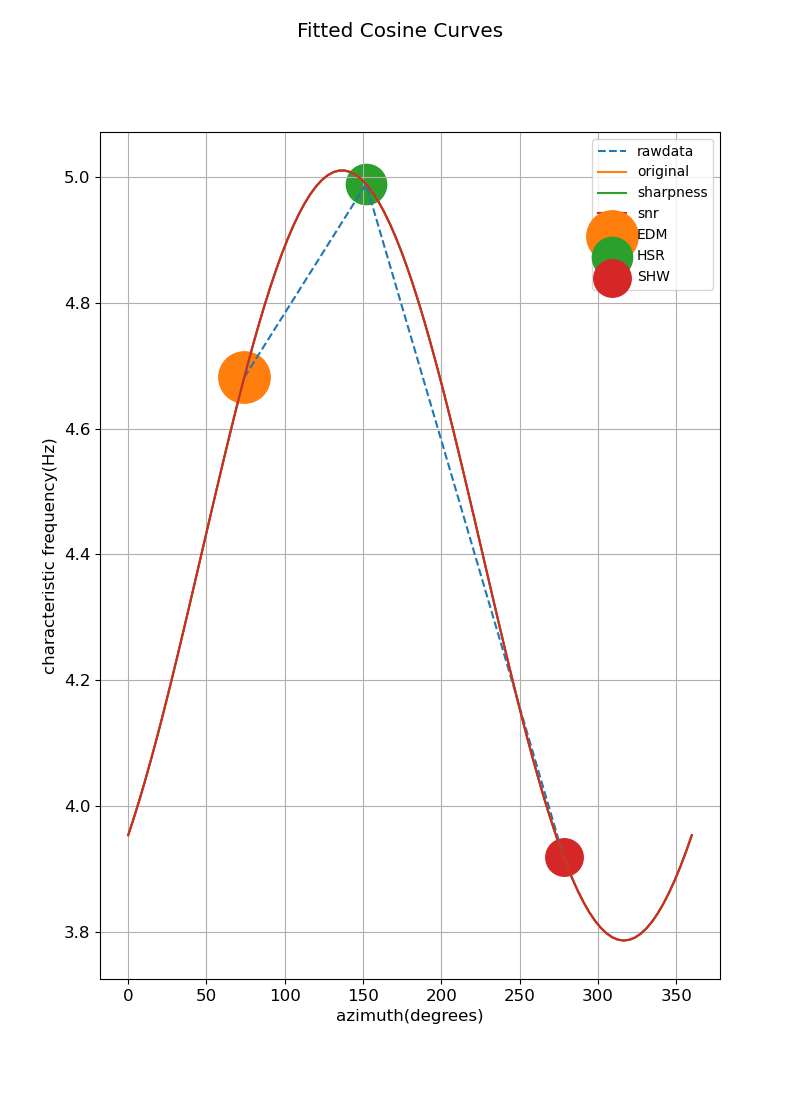 Fitted Cosine Curves
rawdata
original
sharpness
snr
EDM
HSR
SHW
characteristic frequency(Hz)
5.0
4.8
4.6
4.4
4.2
4.0
3.8
0 50 100 150 200 250 300 350
azimuth(degrees)